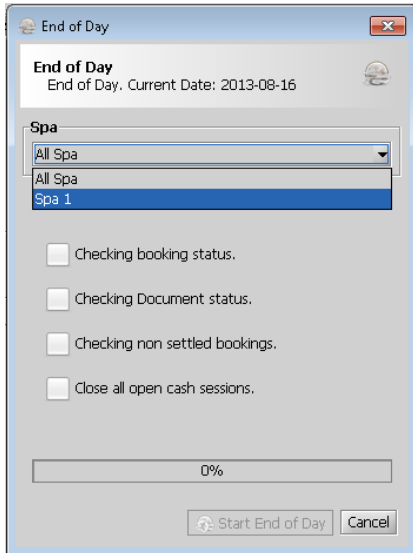 End of Day
End of Day
End of Day. Current Date: 2013-08-16
Spa
All Spa
All Spa
Spa 1
Checking booking status.
Checking Document status.
Checking non settled bookings.
Close all open cash sessions.
0%
Start End of Day Cancel